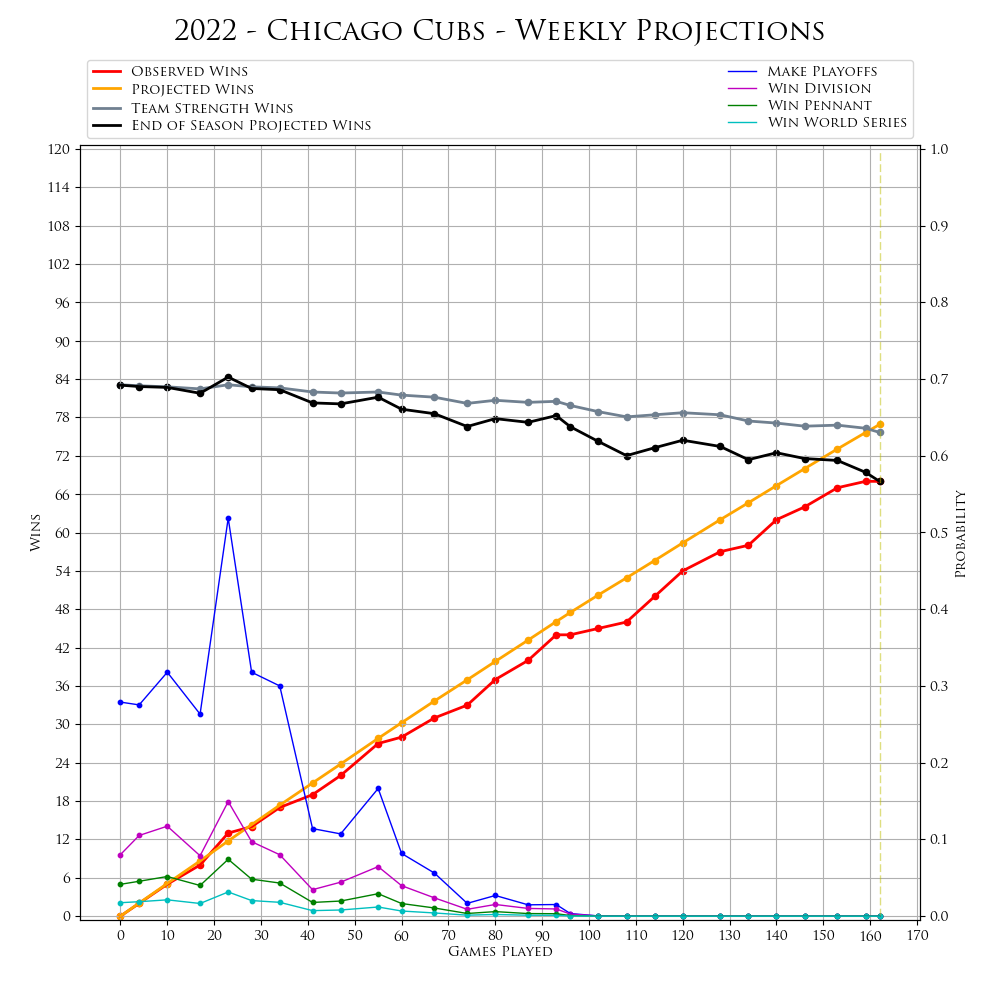 2022 - Chicago Cubs - Weekly Projections
Observed Wins
Projected Wins
Team Strength Wins
End of Season Projected Wins
Make Playoffs
Win Division
Win Pennant
Win World Series
120
114
108
102
96
90
84
78
72
66
60
54
48
42
36
30
24
18
12
6
0
Wins
1.0
0.9
0.8
0.7
0.6
0.5
0.4
0.3
0.2
0.1
0.0
Probability
0 10 20 30 40 50 60 70 80 90 100 110 120 130 140 150 160 170
Games Played